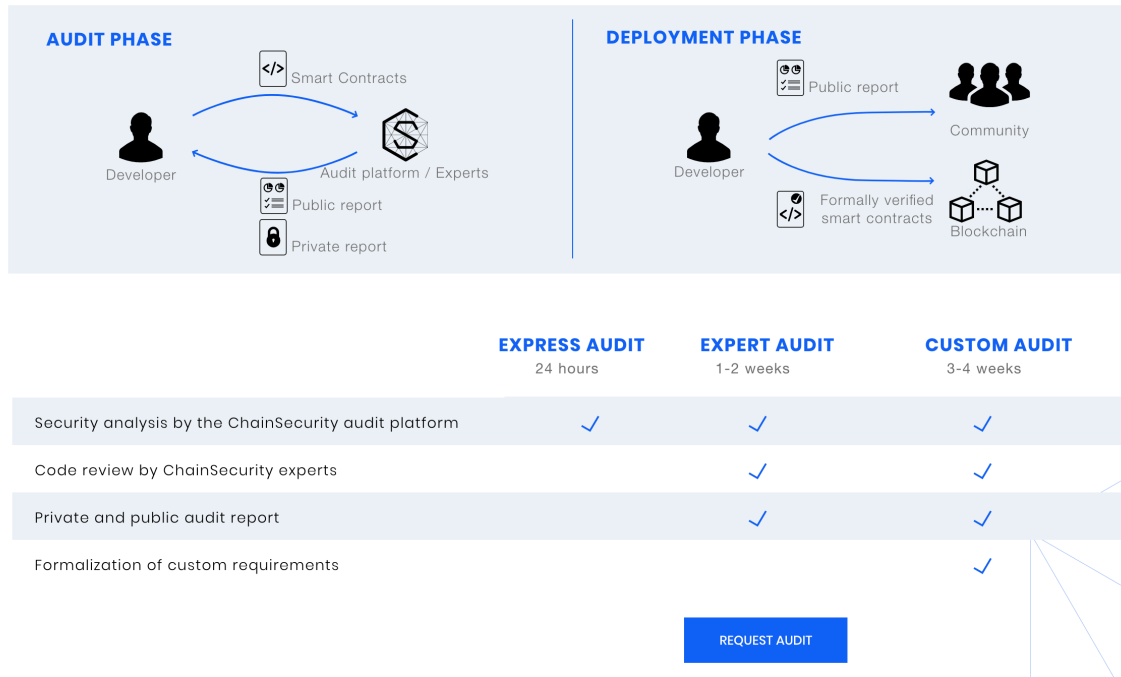 AUDIT PHASE
</>
Smart Contracts
Developer
Audit platform / Experts
Public report
Private report
DEPLOYMENT PHASE
Public report
Community
Developer
</>
Formally verified
smart contracts
Blockchain
EXPRESS AUDIT
24 hours
EXPERT AUDIT
1-2 weeks
CUSTOM AUDIT
3-4 weeks
Security analysis by the ChainSecurity audit platform
Code review by ChainSecurity experts
Private and public audit report
Formalization of custom requirements
REQUEST AUDIT